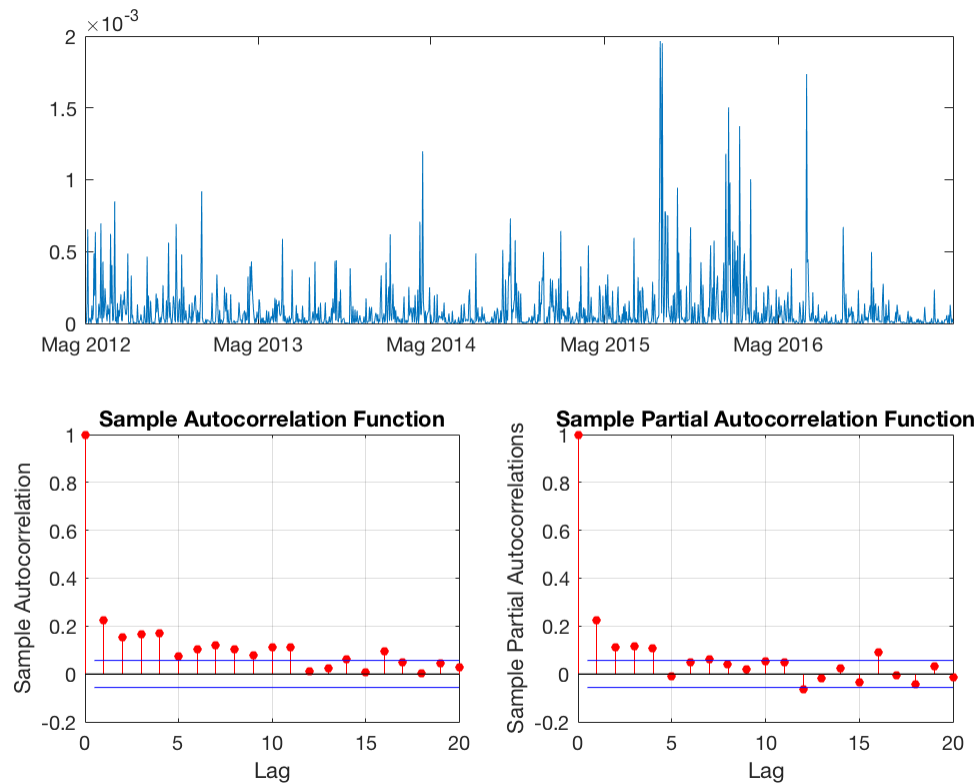 ×10-3
2
1.5
1
0.5
0
Mag 2012 Mag 2013 Mag 2014 Mag 2015 Mag 2016
Sample Autocorrelation Function
Sample Autocorrelation
1
0.8
0.6
0.4
0.2
0
-0.2
0 5 10 15 20
Lag
Sample Partial Autocorrelation Function
Sample Partial Autocorrelations
1
0.8
0.6
0.4
0.2
0
-0.2
0 5 10 15 20
Lag